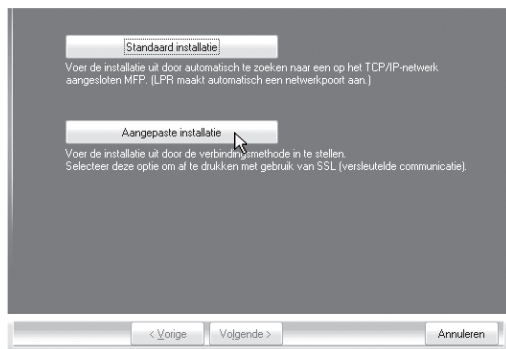 Standaard installatie
Voer de installatie uit door automatisch te zoeken naar een op het TCP/IP-netwerk
aangesloten MFP. (LPR maakt automatisch een netwerkpoort aan.)
Aangepaste installatie
Voer de installatie uit door de verbindingsmethode in te stellen.
Selecteer deze optie om af te drukken met gebruik van SSL (versleutelde communicatie).
< Vorige Volgende > Annuleren